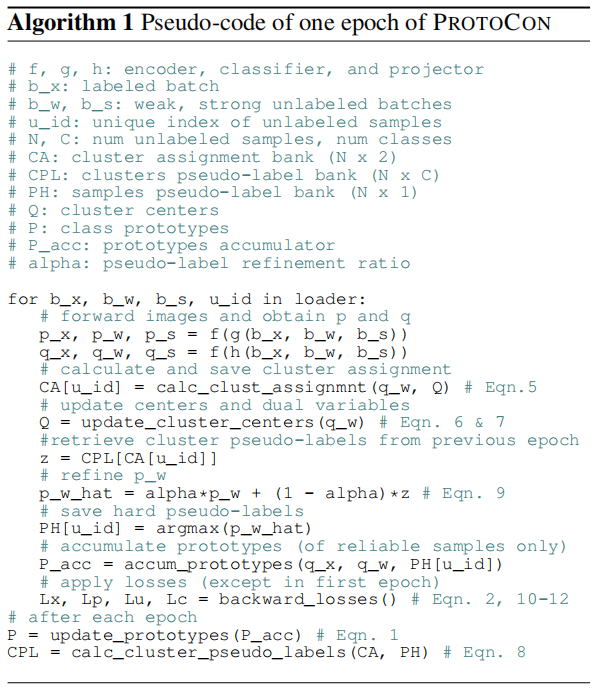 Algorithm 1 Pseudo-code of one epoch of PROTOCON
# f, g, h: encoder, classifier, and projector
# b_x: labeled batch
# b_w, b_s: weak, strong unlabeled batches
# u_id: unique index of unlabeled samples
# N, C: num unlabeled samples, num classes
# CA: cluster assignment bank (N x 2)
# CPL: clusters pseudo-label bank (N x C)
# PH: samples pseudo-label bank (N x 1)
# Q: cluster centers
# P: class prototypes
# P_acc: prototypes accumulator
# alpha: pseudo-label refinement ratio
for b_x, b_w, b_s, u_id in loader:
# forward images and obtain p and q
p_x, p_w, p_s = f(g(b_x, b_w, b_s))
q_x, q_w, q_s = f(h(b_x, b_w, b_s))
# calculate and save cluster assignment
CA[u_id] = calc_clust_assignmnt(q_w, Q) # Eqn.5
# update centers and dual variables
Q = update_cluster_centers(q_w) # Eqn. 6 & 7
#retrieve cluster pseudo-labels from previous epoch
z = CPL[CA[u_id]]
# refine p_w
p_w_hat = alpha*p_w + (1 - alpha)*z # Eqn. 9
# save hard pseudo-labels
PH[u_id] = argmax(p_w_hat)
# accumulate prototypes (of reliable samples only)
P_acc = accum_prototypes(q_x, q_w, PH[u_id])
# apply losses (except in first epoch)
Lx, Lp, Lu, Lc = backward_losses() # Eqn. 2, 10-12
# after each epoch
P = update_prototypes(P_acc) # Eqn. 1
CPL = calc_cluster_pseudo_labels(CA, PH) # Eqn. 8